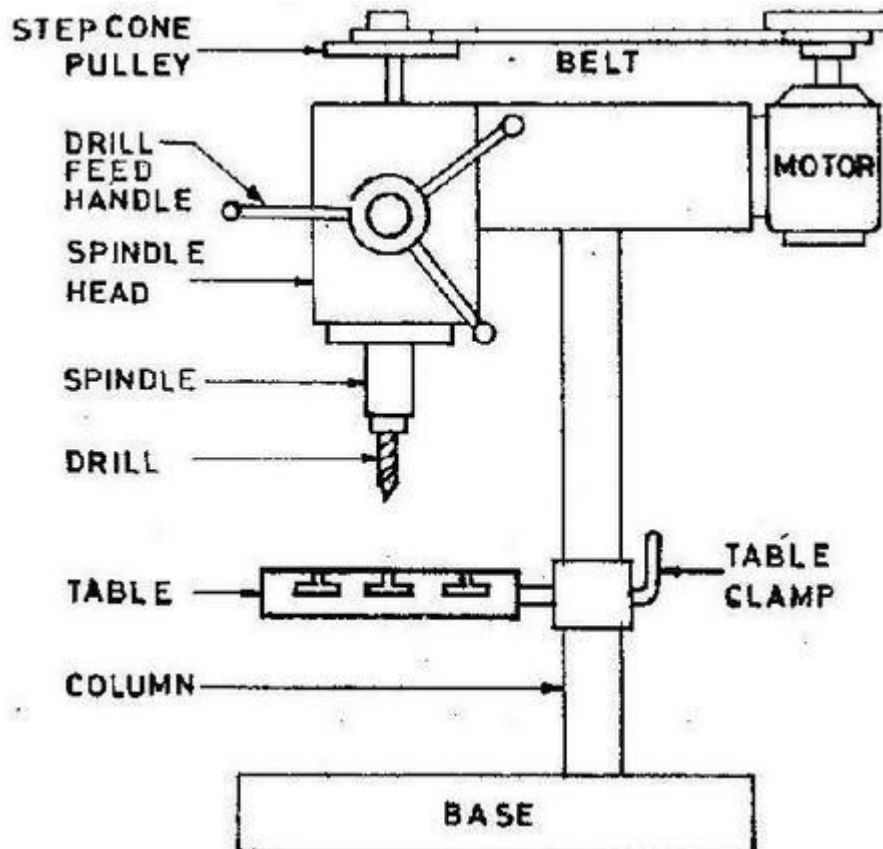 STEP CONE
PULLEY
BELT
DRILL
FEED
HANDLE
MOTOR
SPINDLE
HEAD
SPINDLE
DRILL
TABLE
TABLE
CLAMP
COLUMN
BASE